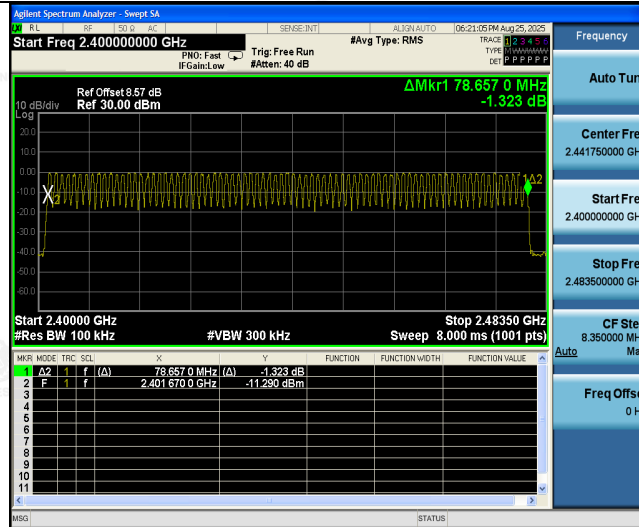 Agilent Spectrum Analyzer - Swept SA
RL RF 50 Ω AC SENSE:INT ALIGN AUTO 06:21:05 PM Aug 25, 2025
Start Freq 2.400000000 GHz
PNO: Fast
IFGain:Low
Trig: Free Run
#Atten: 40 dB
#Avg Type: RMS
TRACE 1 2 3 4 5 6
TYPE M
DET P P P P P P
Frequency
Ref Offset 8.57 dB
Ref 30.00 dBm
10 dB/div
Log
ΔMkr1 78.657 0 MHz
-1.323 dB
20.0
10.0
0.00
-10.0
-20.0
-30.0
-40.0
-50.0
-60.0
X2
1Δ2
Start 2.40000 GHz
Stop 2.48350 GHz
#Res BW 100 kHz
#VBW 300 kHz
Sweep 8.000 ms (1001 pts)
MKR MODE TRC SCL X Y FUNCTION FUNCTION WIDTH FUNCTION VALUE
1 Δ2 1 f (Δ) 78.657 0 MHz (Δ) -1.323 dB
2 F 1 f 2.401 670 0 GHz -11.290 dBm
3
4
5
6
7
8
9
10
11
MSG
STATUS
Auto Tun
Center Fre
2.441750000 GH
Start Fre
2.400000000 GH
Stop Fre
2.483500000 GH
CF Ste
8.350000 MH
Auto Ma
Freq Offse
0 H